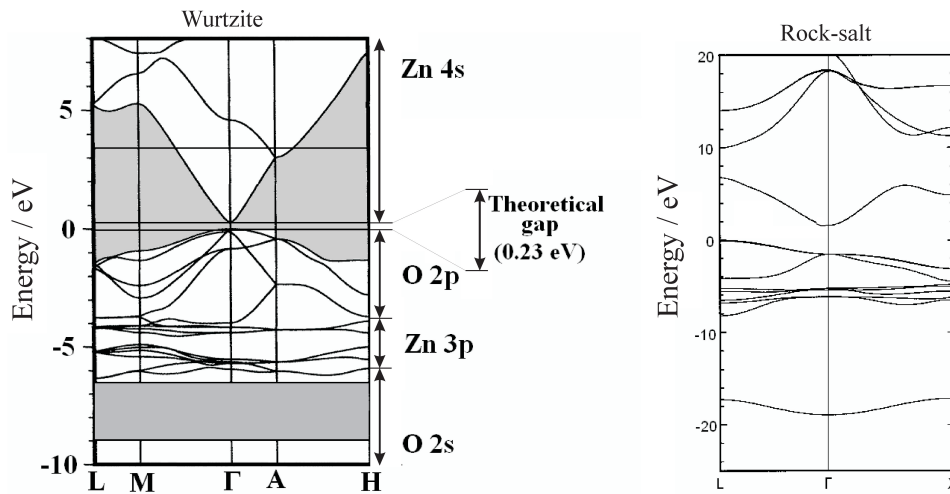 Wurtzite
Energy / eV
5
0
-5
-10
L M Γ A H
Zn 4s
O 2p
Zn 3p
O 2s
Theoretical
gap
(0.23 eV)
Rock-salt
Energy / eV
20
10
0
-10
-20
L Γ